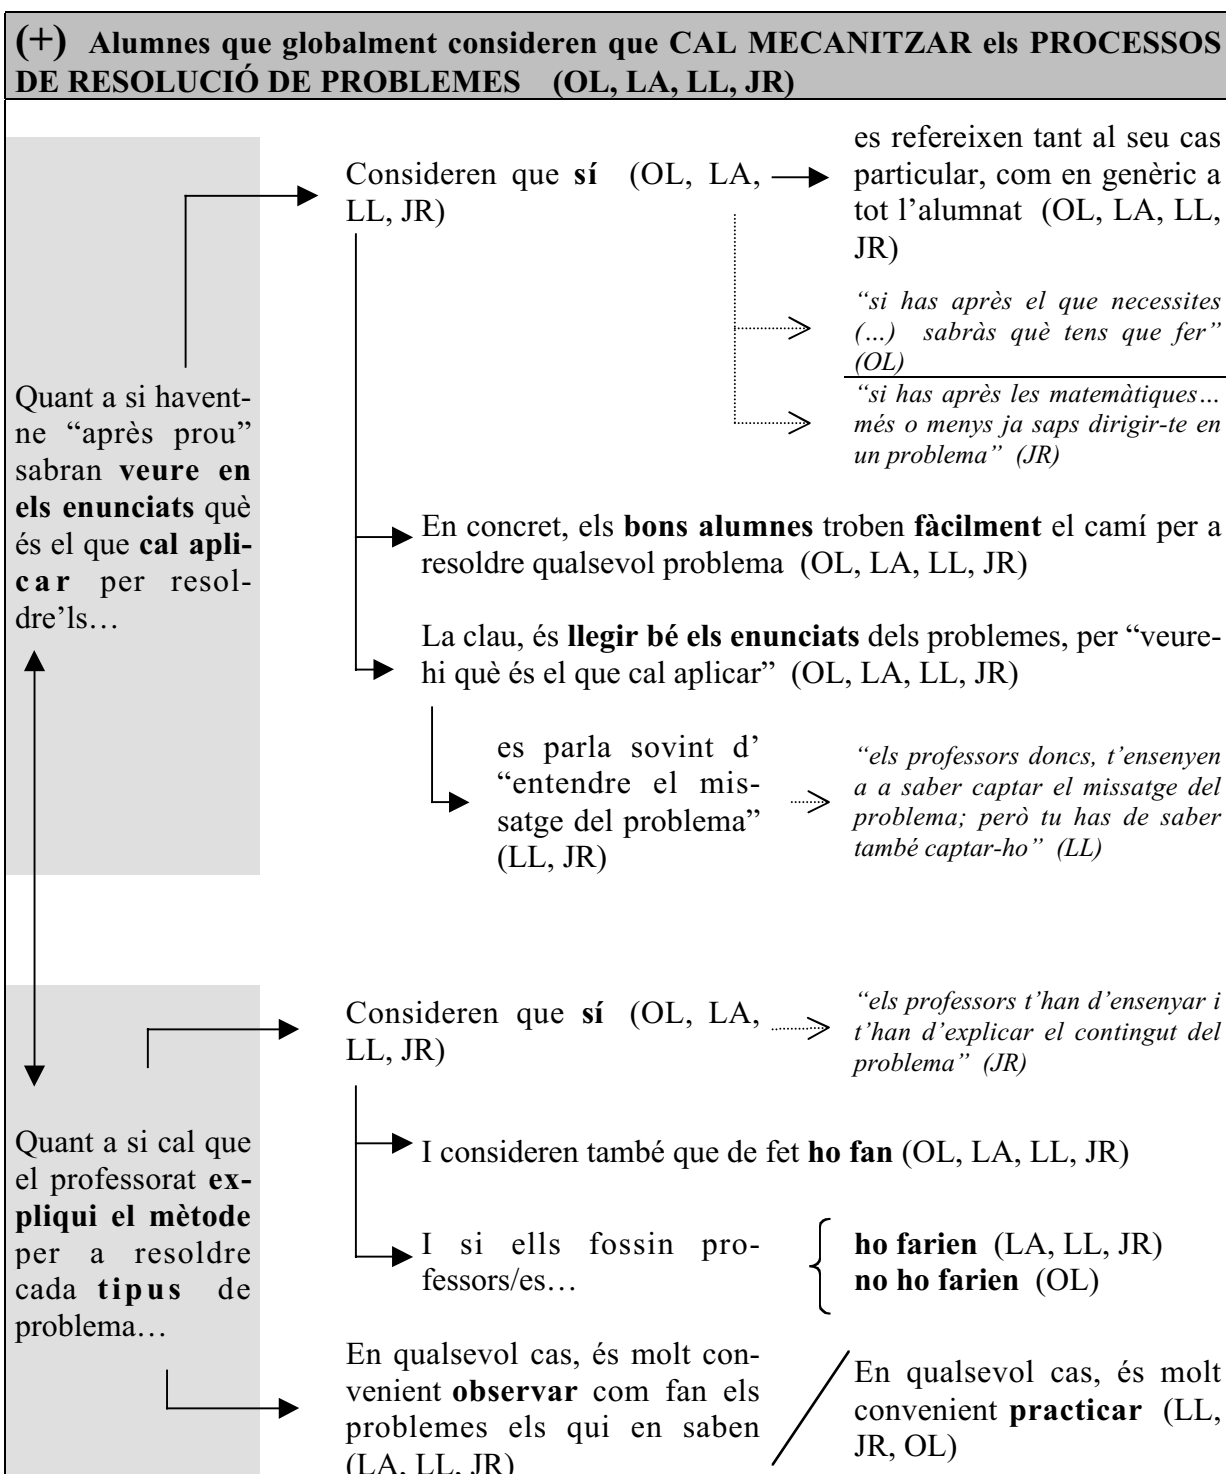 (+) Alumnes que globalment consideren que CAL MECANITZAR els PROCESSOS
DE RESOLUCIÓ DE PROBLEMES (OL, LA, LL, JR)
Quant a si havent-
ne “après prou”
sabran veure en
els enunciats què
és el que cal apli-
car per resol-
dre’ls…
Consideren que sí (OL, LA,
LL, JR)
es refereixen tant al seu cas
particular, com en genèric a
tot l’alumnat (OL, LA, LL,
JR)
“si has après el que necessites
(…) sabràs què tens que fer”
(OL)
“si has après les matemàtiques…
més o menys ja saps dirigir-te en
un problema” (JR)
En concret, els bons alumnes troben fàcilment el camí per a
resoldre qualsevol problema (OL, LA, LL, JR)
La clau, és llegir bé els enunciats dels problemes, per “veure-
hi què és el que cal aplicar” (OL, LA, LL, JR)
es parla sovint d’
“entendre el mis-
satge del problema”
(LL, JR)
“els professors doncs, t’ensenyen
a a saber captar el missatge del
problema; però tu has de saber
també captar-ho” (LL)
Quant a si cal que
el professorat ex-
pliqui el mètode
per a resoldre
cada tipus de
problema…
Consideren que sí (OL, LA,
LL, JR)
“els professors t’han d’ensenyar i
t’han d’explicar el contingut del
problema” (JR)
I consideren també que de fet ho fan (OL, LA, LL, JR)
I si ells fossin pro-
fessors/es…
ho farien (LA, LL, JR)
no ho farien (OL)
En qualsevol cas, és molt con-
venient observar com fan els
problemes els qui en saben
(LA, LL, JR)
En qualsevol cas, és molt
convenient practicar (LL,
JR, OL)